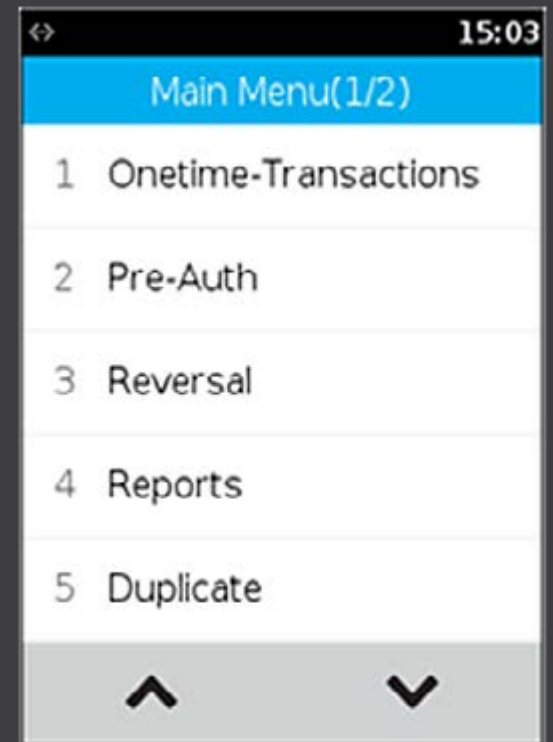 15:03
Main Menu(1/2)
1 Onetime-Transactions
2 Pre-Auth
3 Reversal
4 Reports
5 Duplicate